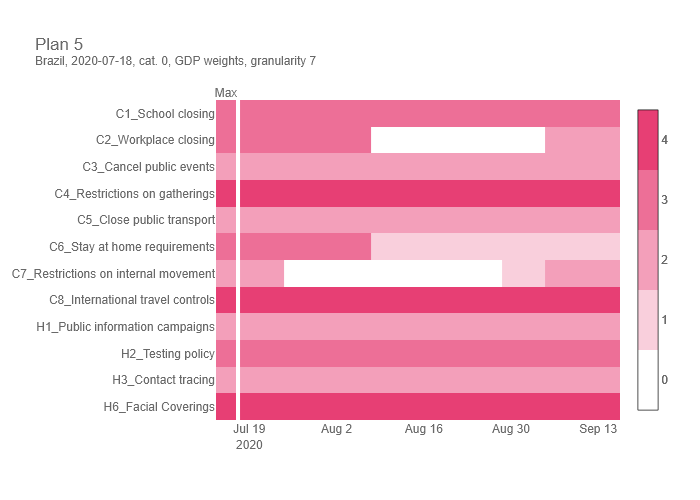 Plan 5
Brazil, 2020-07-18, cat. 0, GDP weights, granularity 7
Max
C1_School closing
C2_Workplace closing
C3_Cancel public events
C4_Restrictions on gatherings
C5_Close public transport
C6_Stay at home requirements
C7_Restrictions on internal movement
C8_International travel controls
H1_Public information campaigns
H2_Testing policy
H3_Contact tracing
H6_Facial Coverings
Jul 19 Aug 2 Aug 16 Aug 30 Sep 13
2020
4
3
2
1
0